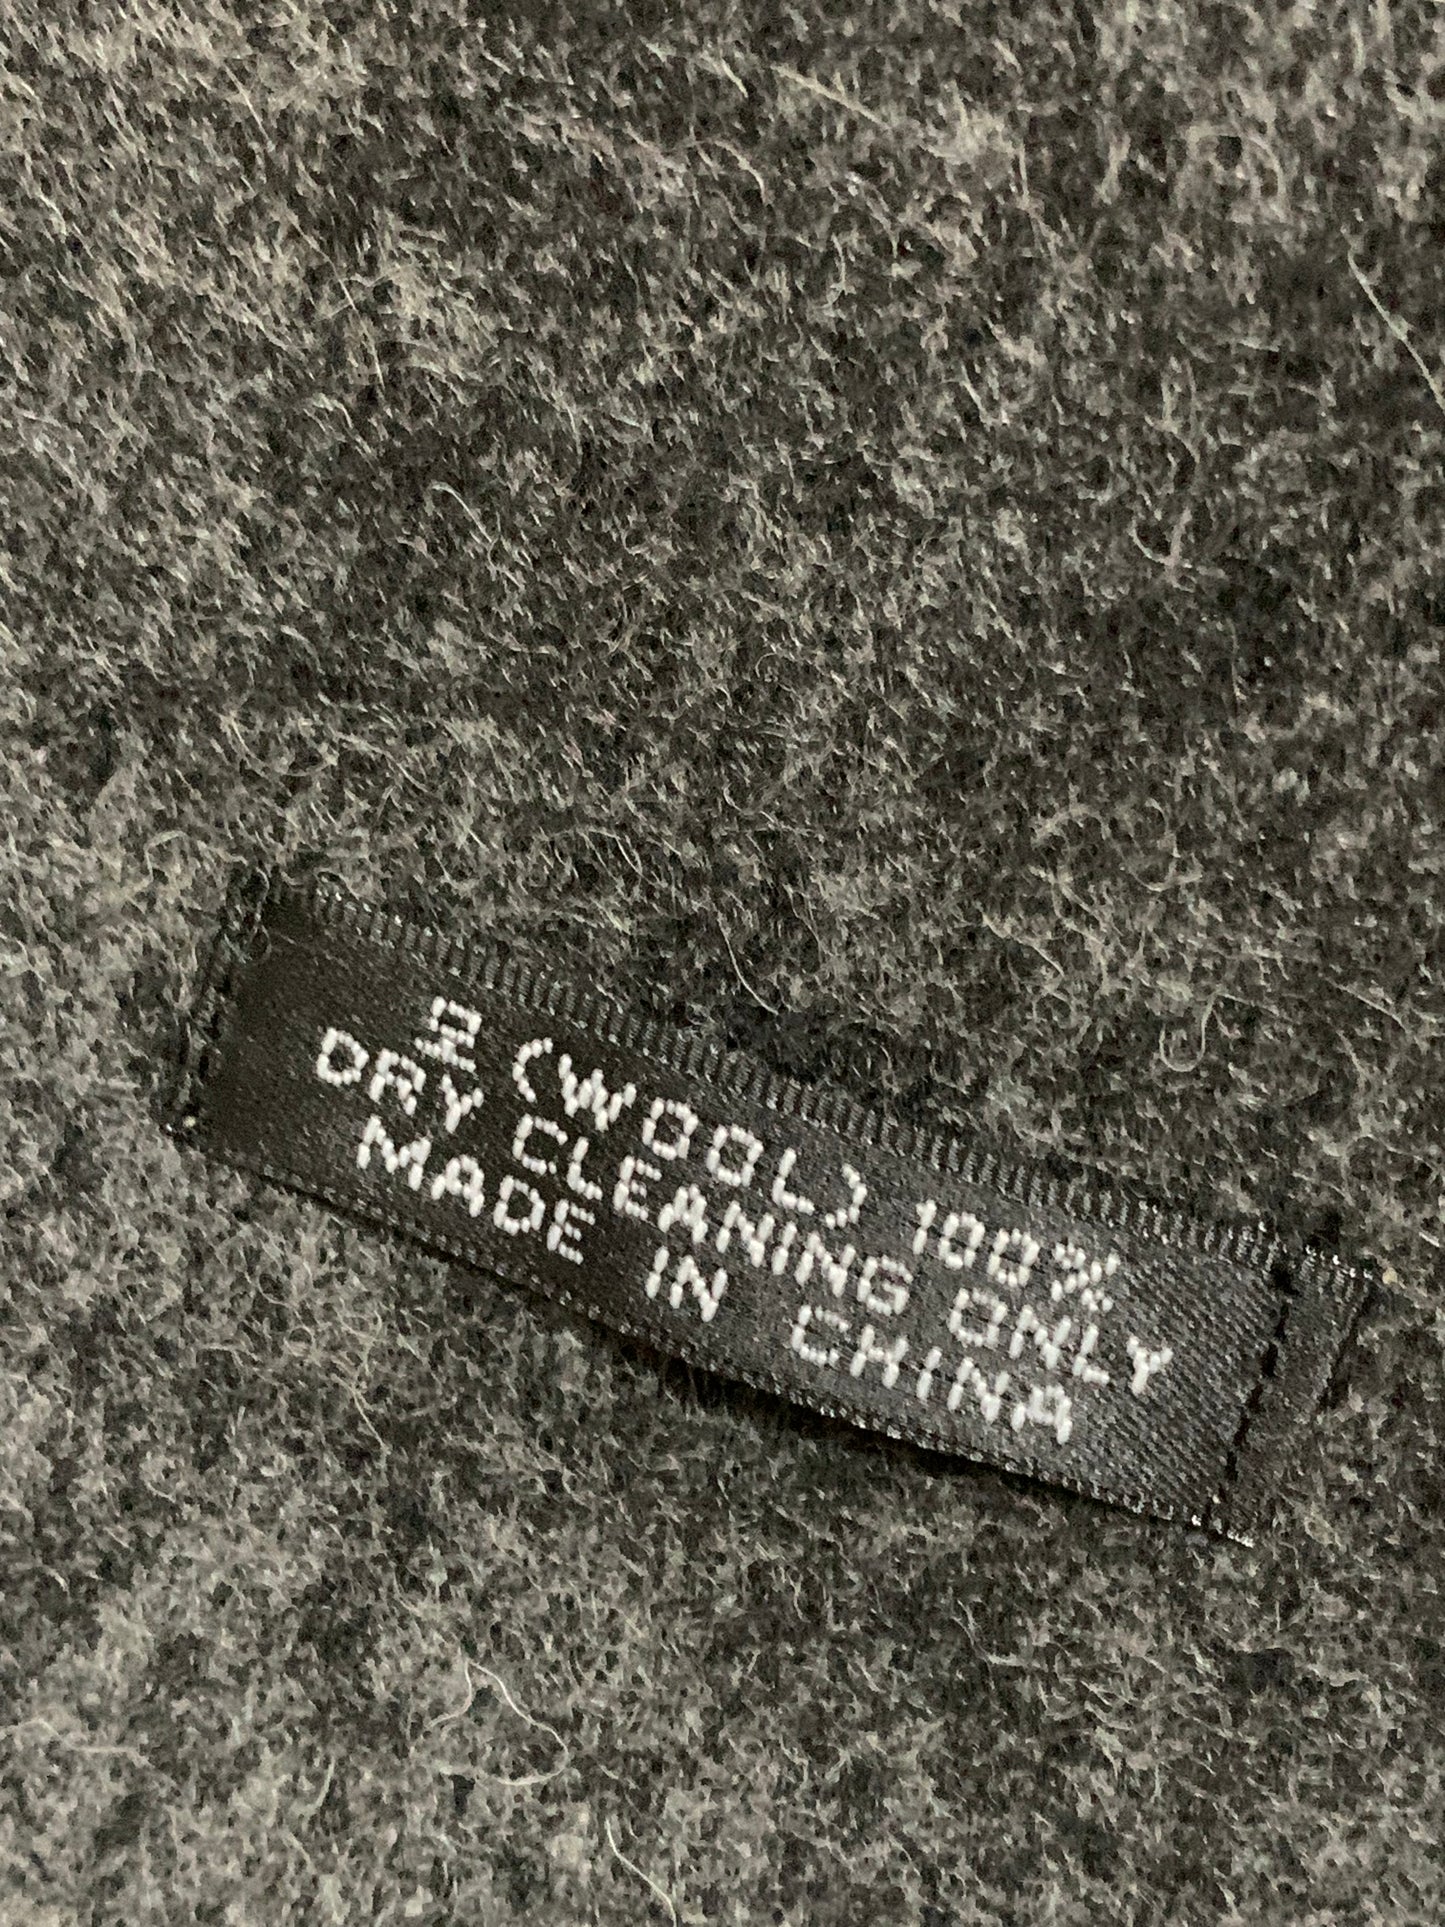 모 (WOOL) 100%
DRY CLEANING ONLY
MADE IN CHINA